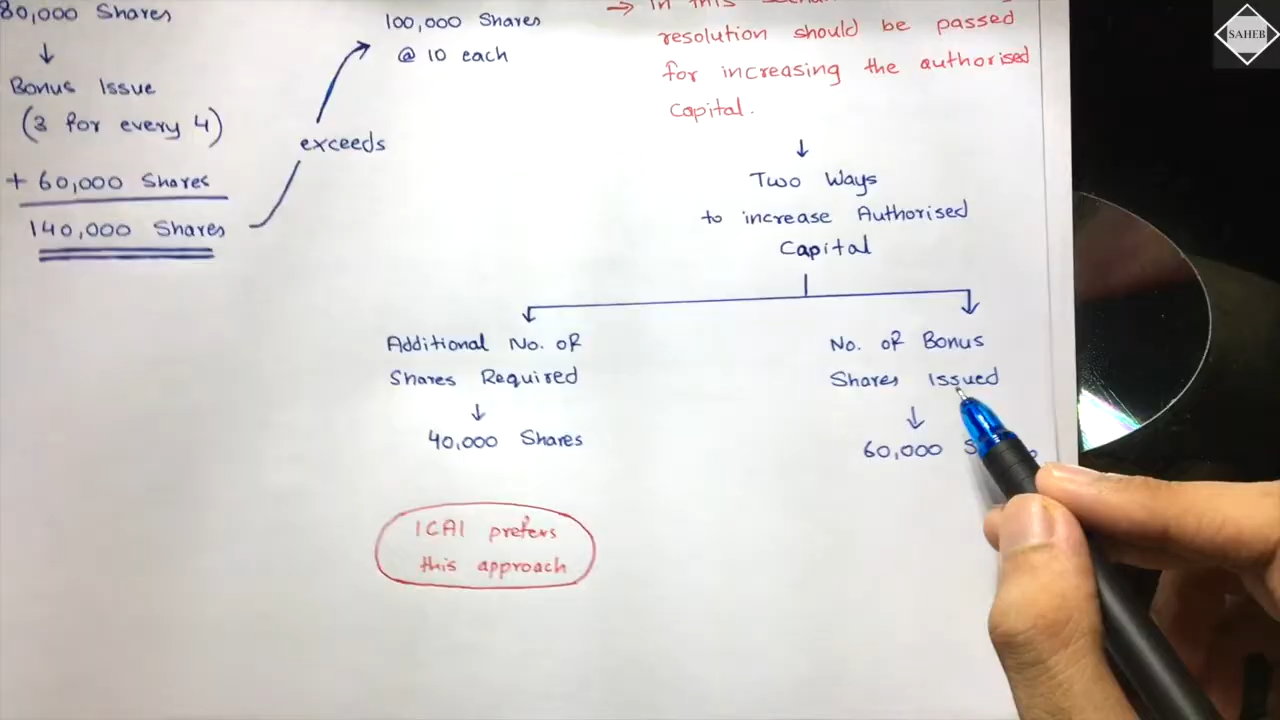 80,000 Shares
↓
Bonus Issue
(3 for every 4)
+ 60,000 Shares
140,000 Shares
exceeds
100,000 Shares
@ 10 each
→ In this
resolution should be passed
for increasing the authorised
Capital.
↓
Two Ways
to increase Authorised
Capital
Additional No. of
Shares Required
↓
40,000 Shares
ICAI prefers
this approach
No. of Bonus
Shares Issued
↓
60,000 S
SAHEB